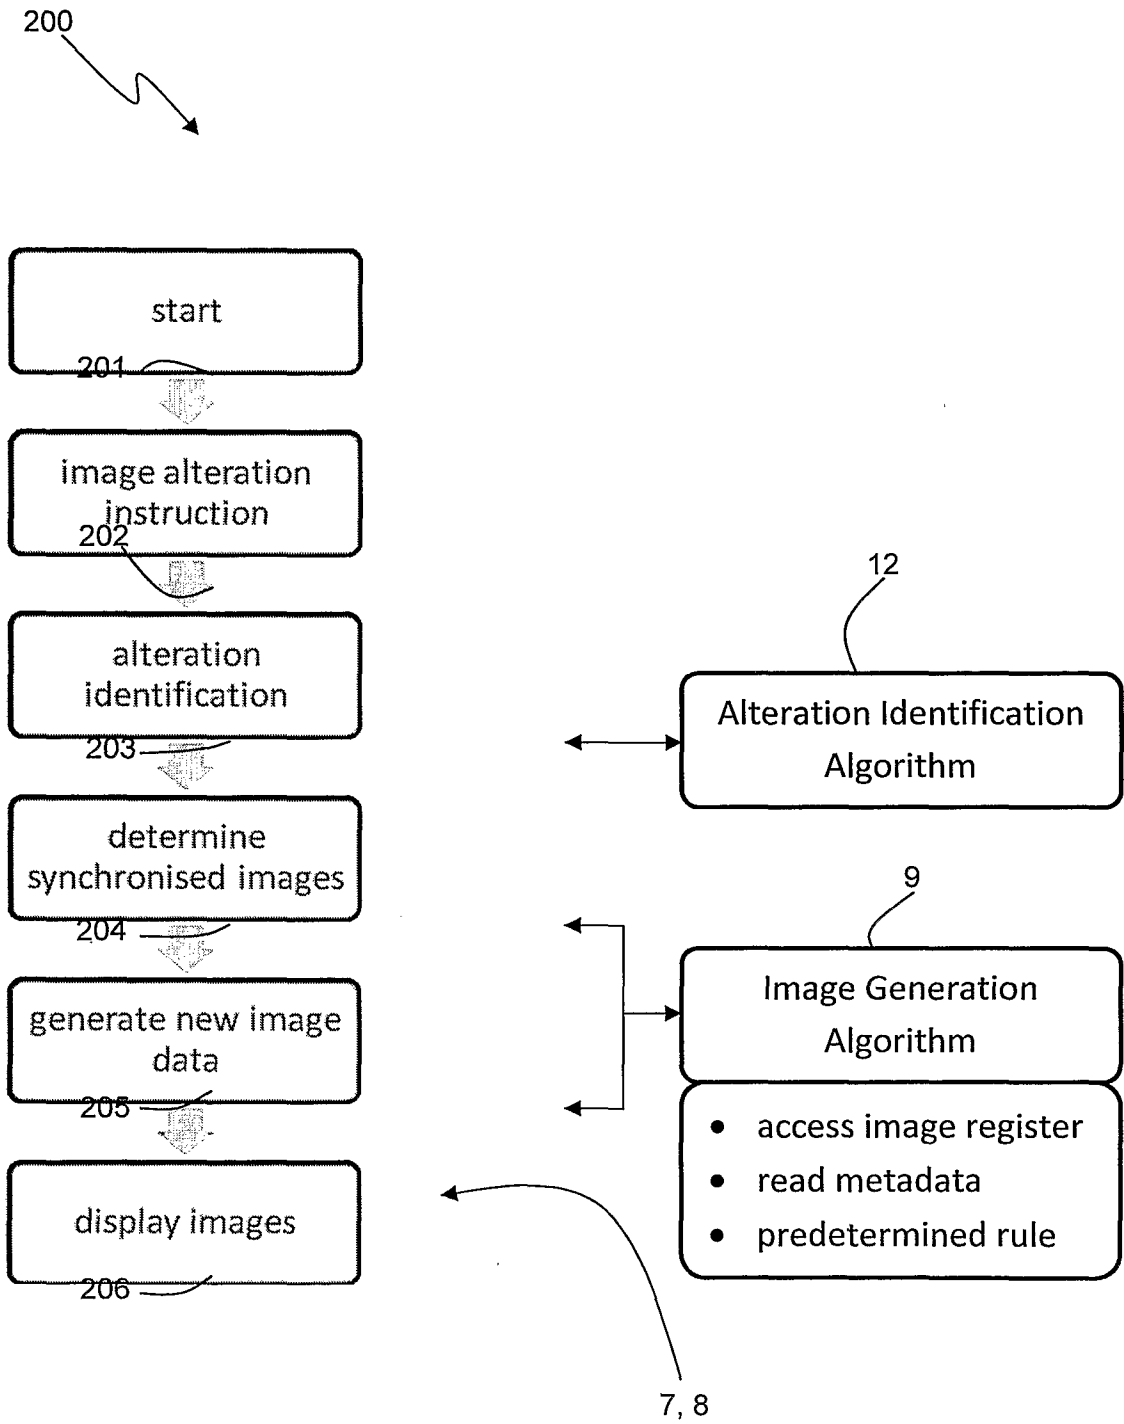 200
start
201
image alteration
instruction
202
alteration
identification
203
determine
synchronised images
204
generate new image
data
205
display images
206
12
Alteration Identification
Algorithm
9
Image Generation
Algorithm
• access image register
• read metadata
• predetermined rule
7, 8